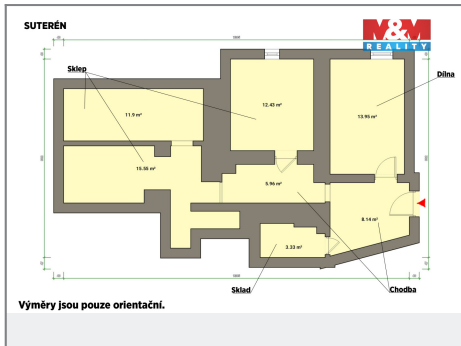 SUTERÉN
M&M
REALITY
Sklep
Dílna
12.43 m²
11.9 m²
13.95 m²
15.55 m²
5.96 m²
8.14 m²
3.33 m²
Sklad
Chodba
Výměry jsou pouze orientační.